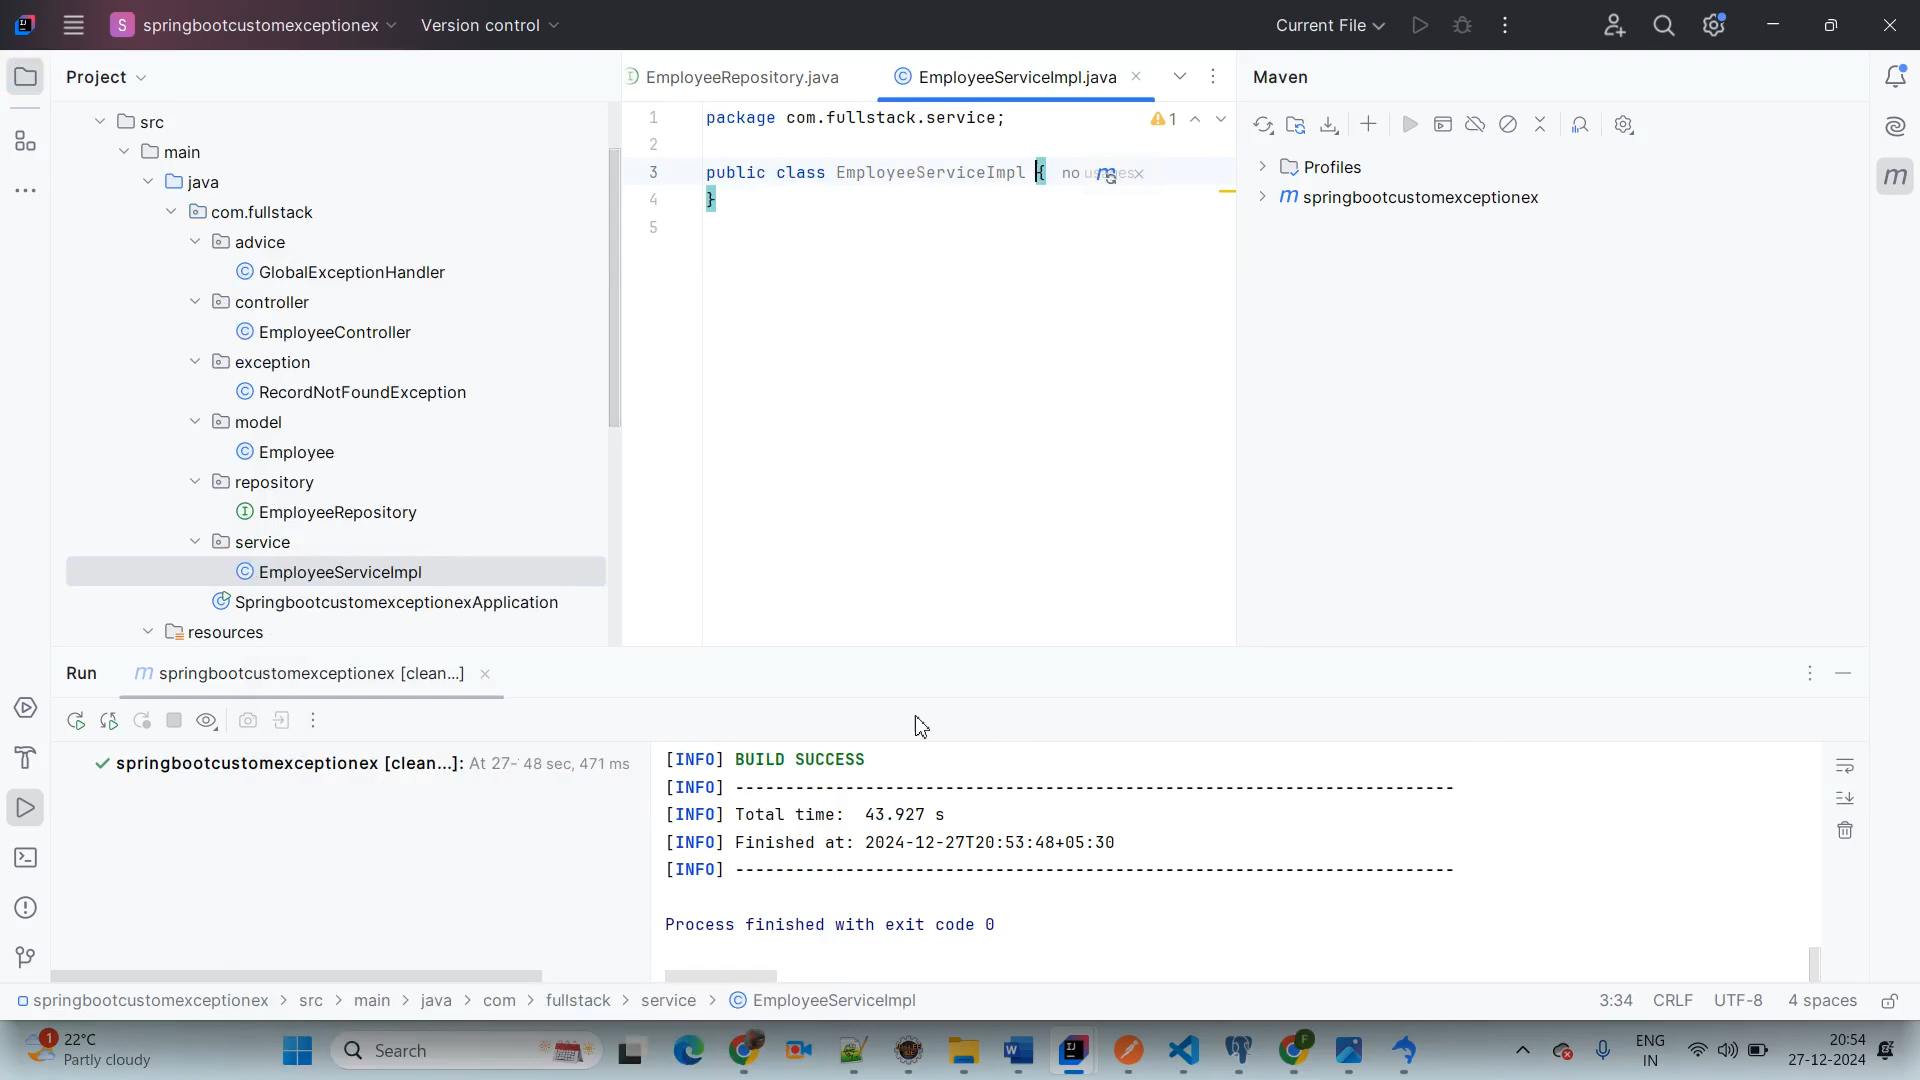 S springbootcustomexceptionex Version control Current File
Project
src
main
java
com.fullstack
advice
GlobalExceptionHandler
controller
EmployeeController
exception
RecordNotFoundException
model
Employee
repository
EmployeeRepository
service
EmployeeServiceImpl
SpringbootcustomexceptionexApplication
resources
EmployeeRepository.java EmployeeServiceImpl.java
1 package com.fullstack.service; 1
2
3 public class EmployeeServiceImpl { no
4 }
5
Maven
Profiles
m springbootcustomexceptionex
m
Run m springbootcustomexceptionex [clean...]
springbootcustomexceptionex [clean...]: At 27- 48 sec, 471 ms
[INFO] BUILD SUCCESS
[INFO] ------------------------------------------------------------------------
[INFO] Total time:  43.927 s
[INFO] Finished at: 2024-12-27T20:53:48+05:30
[INFO] ------------------------------------------------------------------------
Process finished with exit code 0
springbootcustomexceptionex > src > main > java > com > fullstack > service > EmployeeServiceImpl 3:34 CRLF UTF-8 4 spaces
1 22°C
Partly cloudy
Search
ENG
IN
20:54
27-12-2024